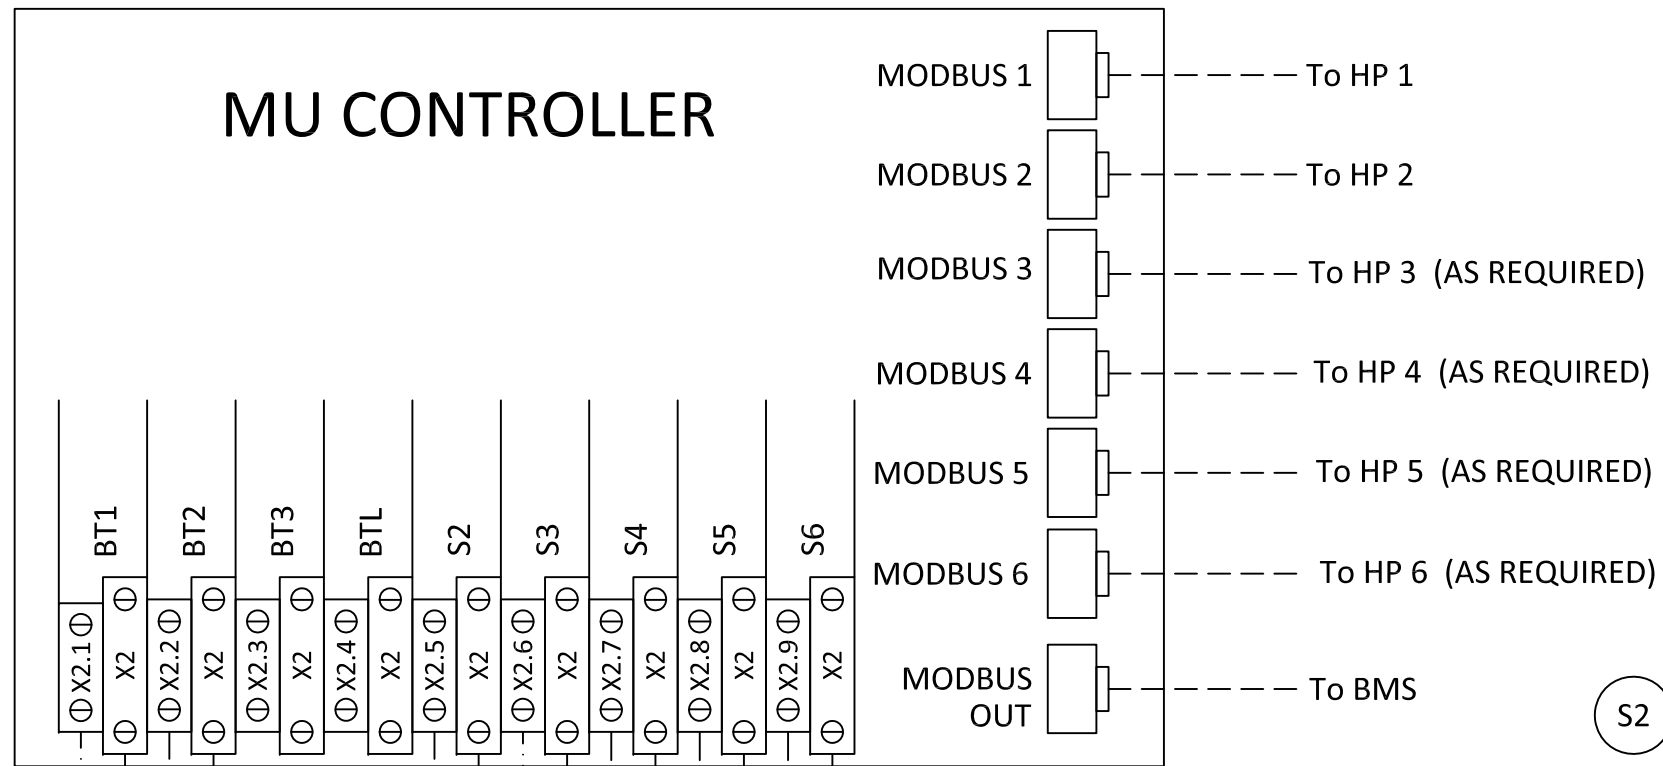 MU CONTROLLER
MODBUS 1 To HP 1
MODBUS 2 To HP 2
MODBUS 3 To HP 3 (AS REQUIRED)
MODBUS 4 To HP 4 (AS REQUIRED)
MODBUS 5 To HP 5 (AS REQUIRED)
MODBUS 6 To HP 6 (AS REQUIRED)
MODBUS
OUT
To BMS
S2
BT1 BT2 BT3 BTL S2 S3 S4 S5 S6
X2.1 X2 X2.2 X2 X2.3 X2 X2.4 X2 X2.5 X2 X2.6 X2 X2.7 X2 X2.8 X2 X2.9 X2